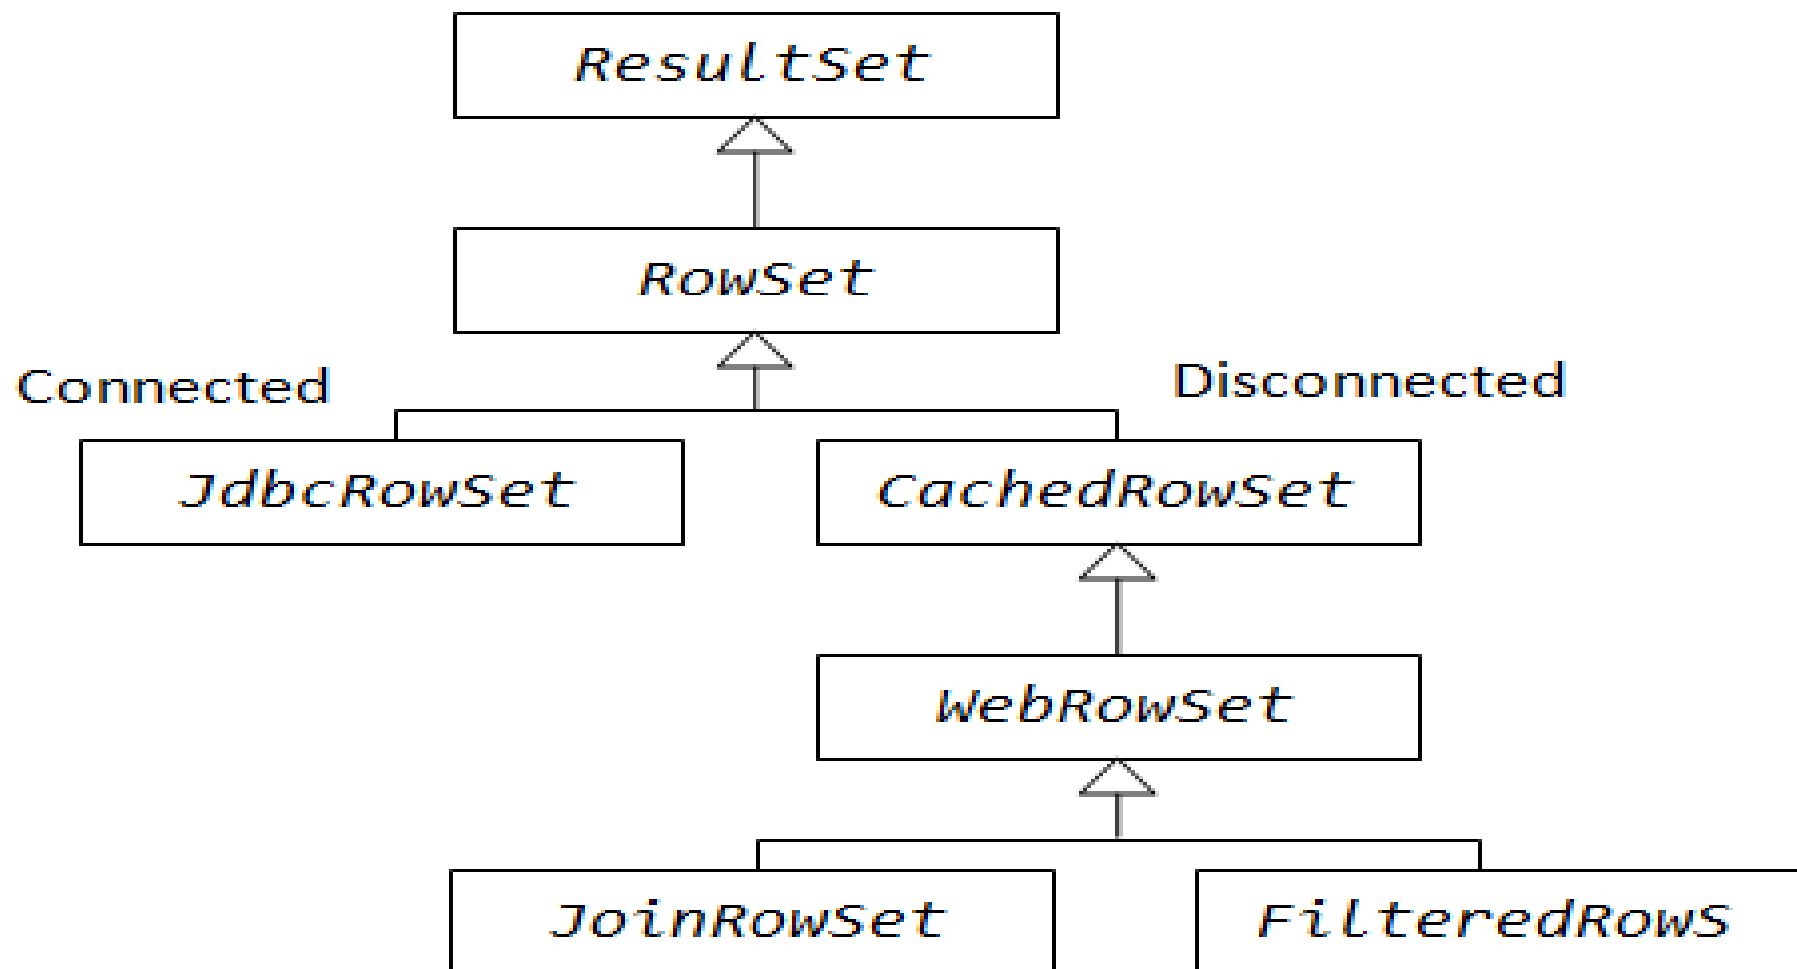 ResultSet
RowSet
Connected
Disconnected
JdbcRowSet
CachedRowSet
WebRowSet
JoinRowSet
FilteredRowS